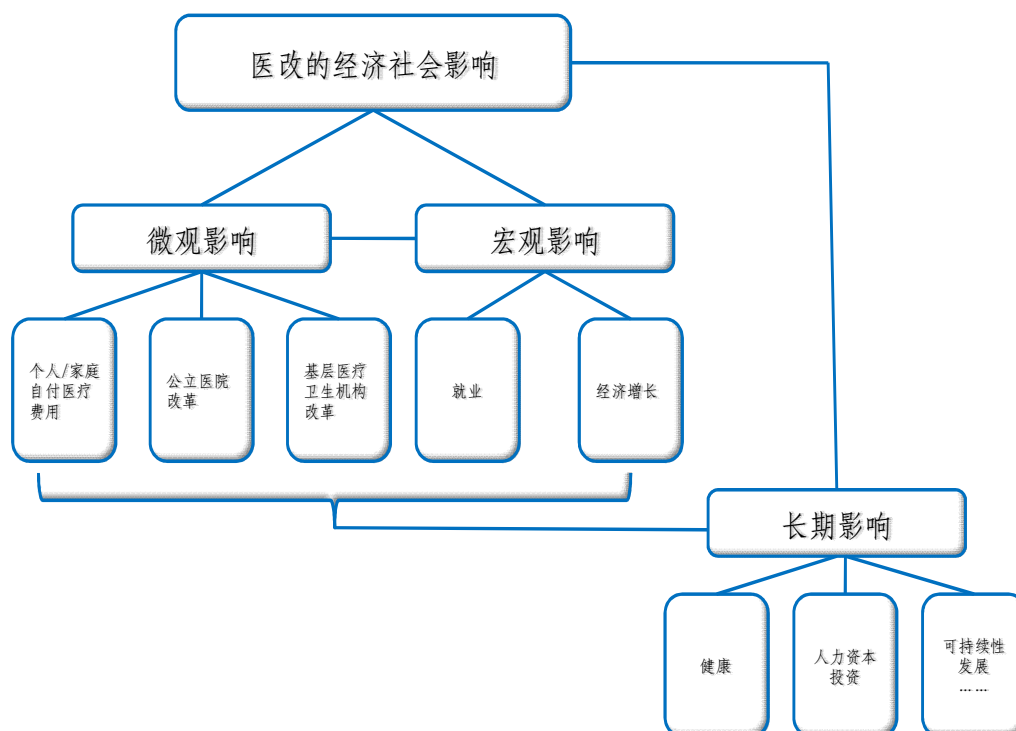 医改的经济社会影响
微观影响
宏观影响
个人/家庭
自付医疗
费用
公立医院
改革
基层医疗
卫生机构
改革
就业
经济增长
长期影响
健康
人力资本
投资
可持续性
发展
……